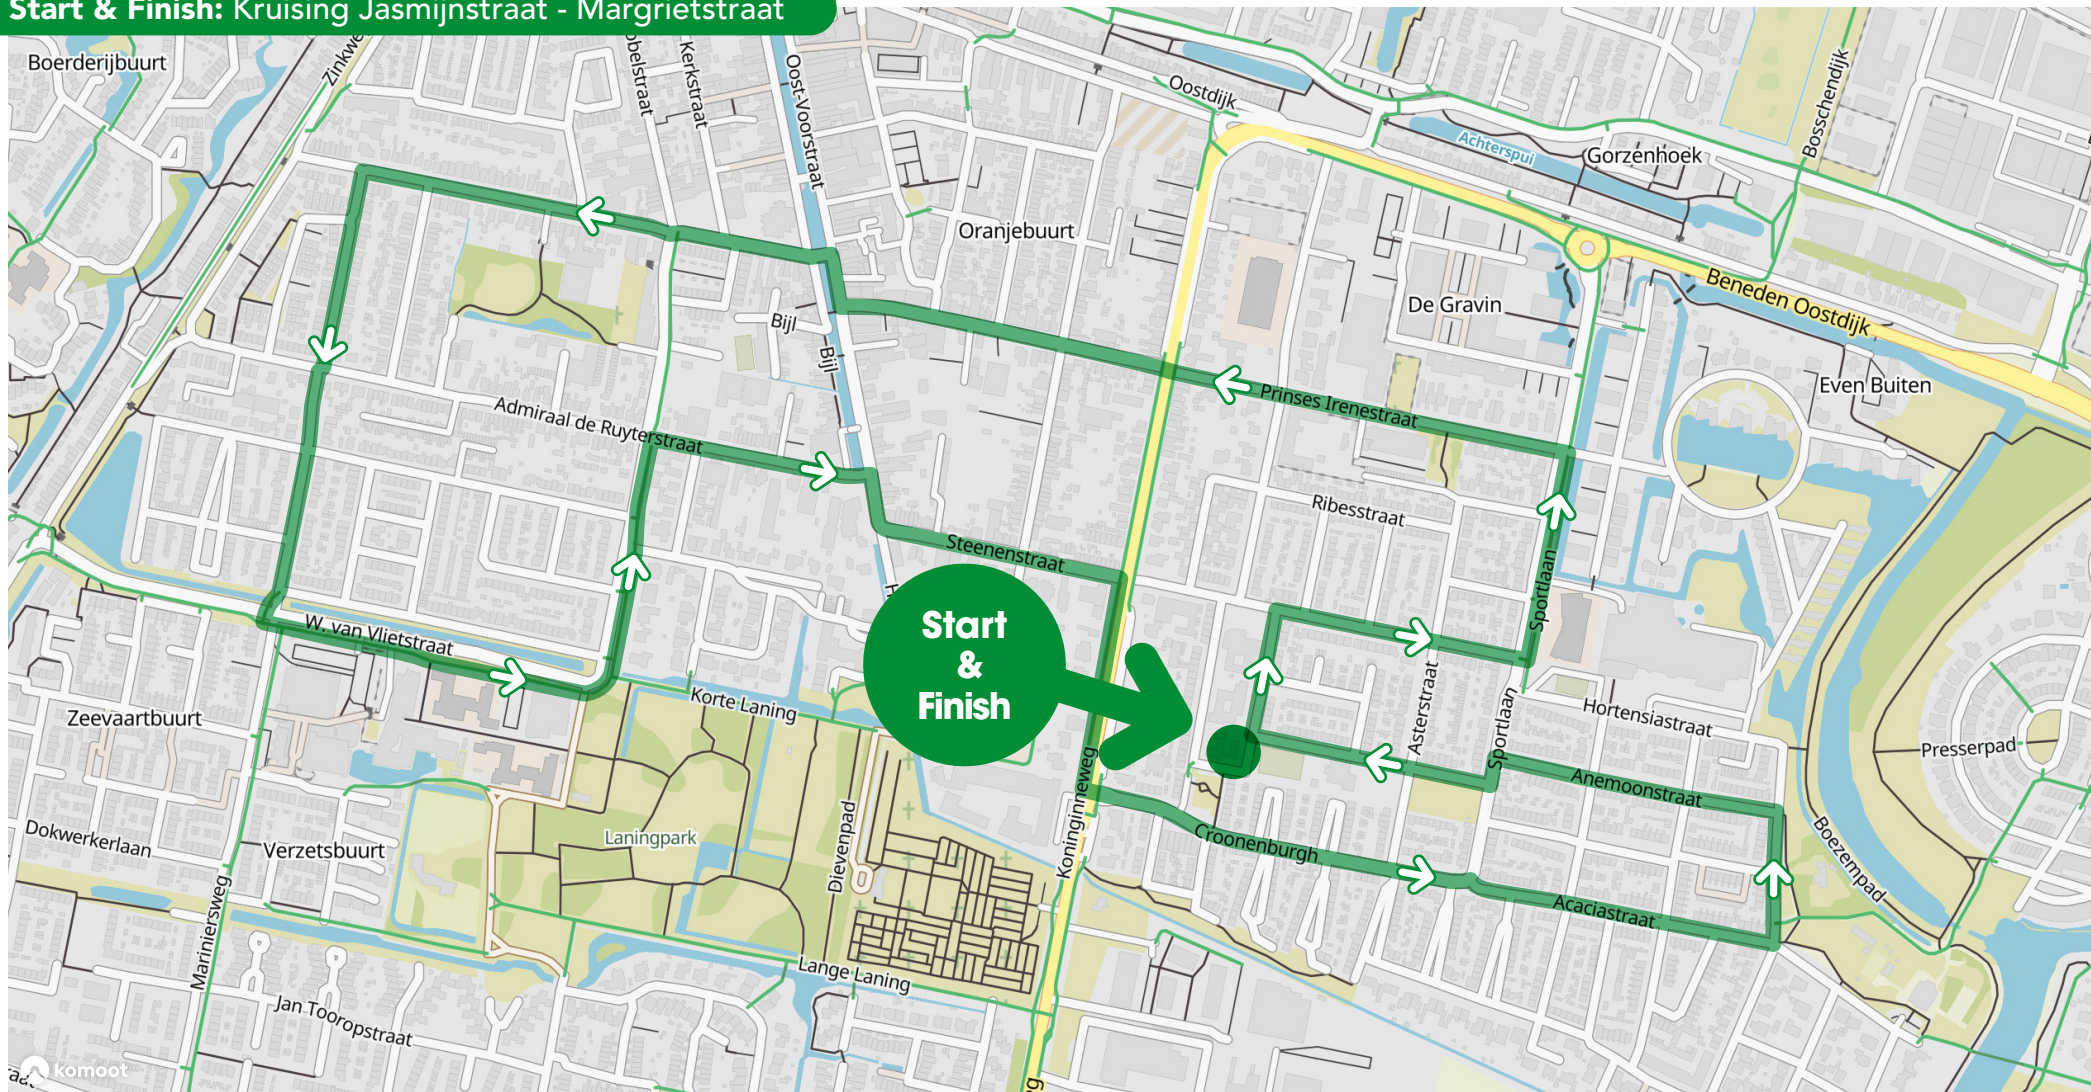 Start & Finish: Kruising Jasmijnstraat - Margrietstraat
Boerderijbuurt
Kerkstraat
Oost-Voorstraat
Oostdijk
Bosschendijk
Achterspui
Gorzenhoek
Oranjebuurt
Beneden Oostdijk
De Gravin
Bijl
Bijl
Even Buiten
Prinses Irenestraat
Admiraal de Ruyterstraat
Ribesstraat
Steenenstraat
Sportlaan
Start
&
Finish
W. van Vlietstraat
Korte Laning
Zeevaartbuurt
Asterstraat
Sportlaan
Hortensiastraat
Presserpad
Anemoonstraat
Koninginneweg
Laningpark
Dievenpad
Croonenburgh
Boezempad
Dokwerkerlaan
Verzetsbuurt
Mariniersweg
Acaciastraat
Lange Laning
Jan Tooropstraat
komoot